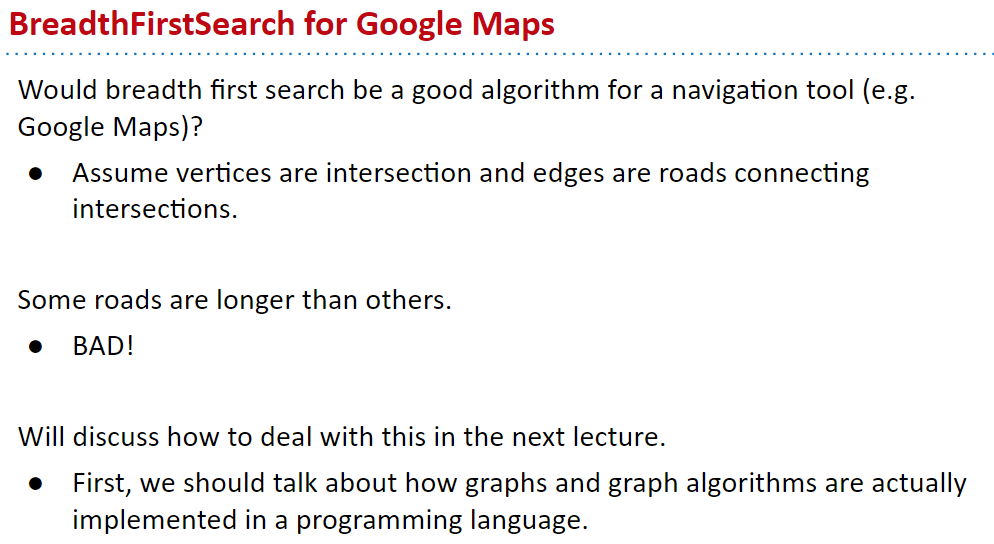 BreadthFirstSearch for Google Maps
Would breadth first search be a good algorithm for a navigation tool (e.g.
Google Maps)?
● Assume vertices are intersection and edges are roads connecting
intersections.
Some roads are longer than others.
● BAD!
Will discuss how to deal with this in the next lecture.
● First, we should talk about how graphs and graph algorithms are actually
implemented in a programming language.